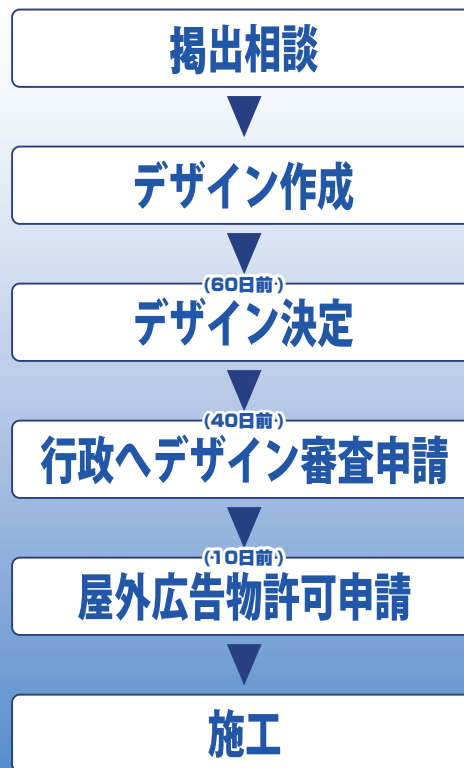 掲出相談
デザイン作成
(60日前)
デザイン決定
(40日前)
行政へデザイン審査申請
(10日前)
屋外広告物許可申請
施工